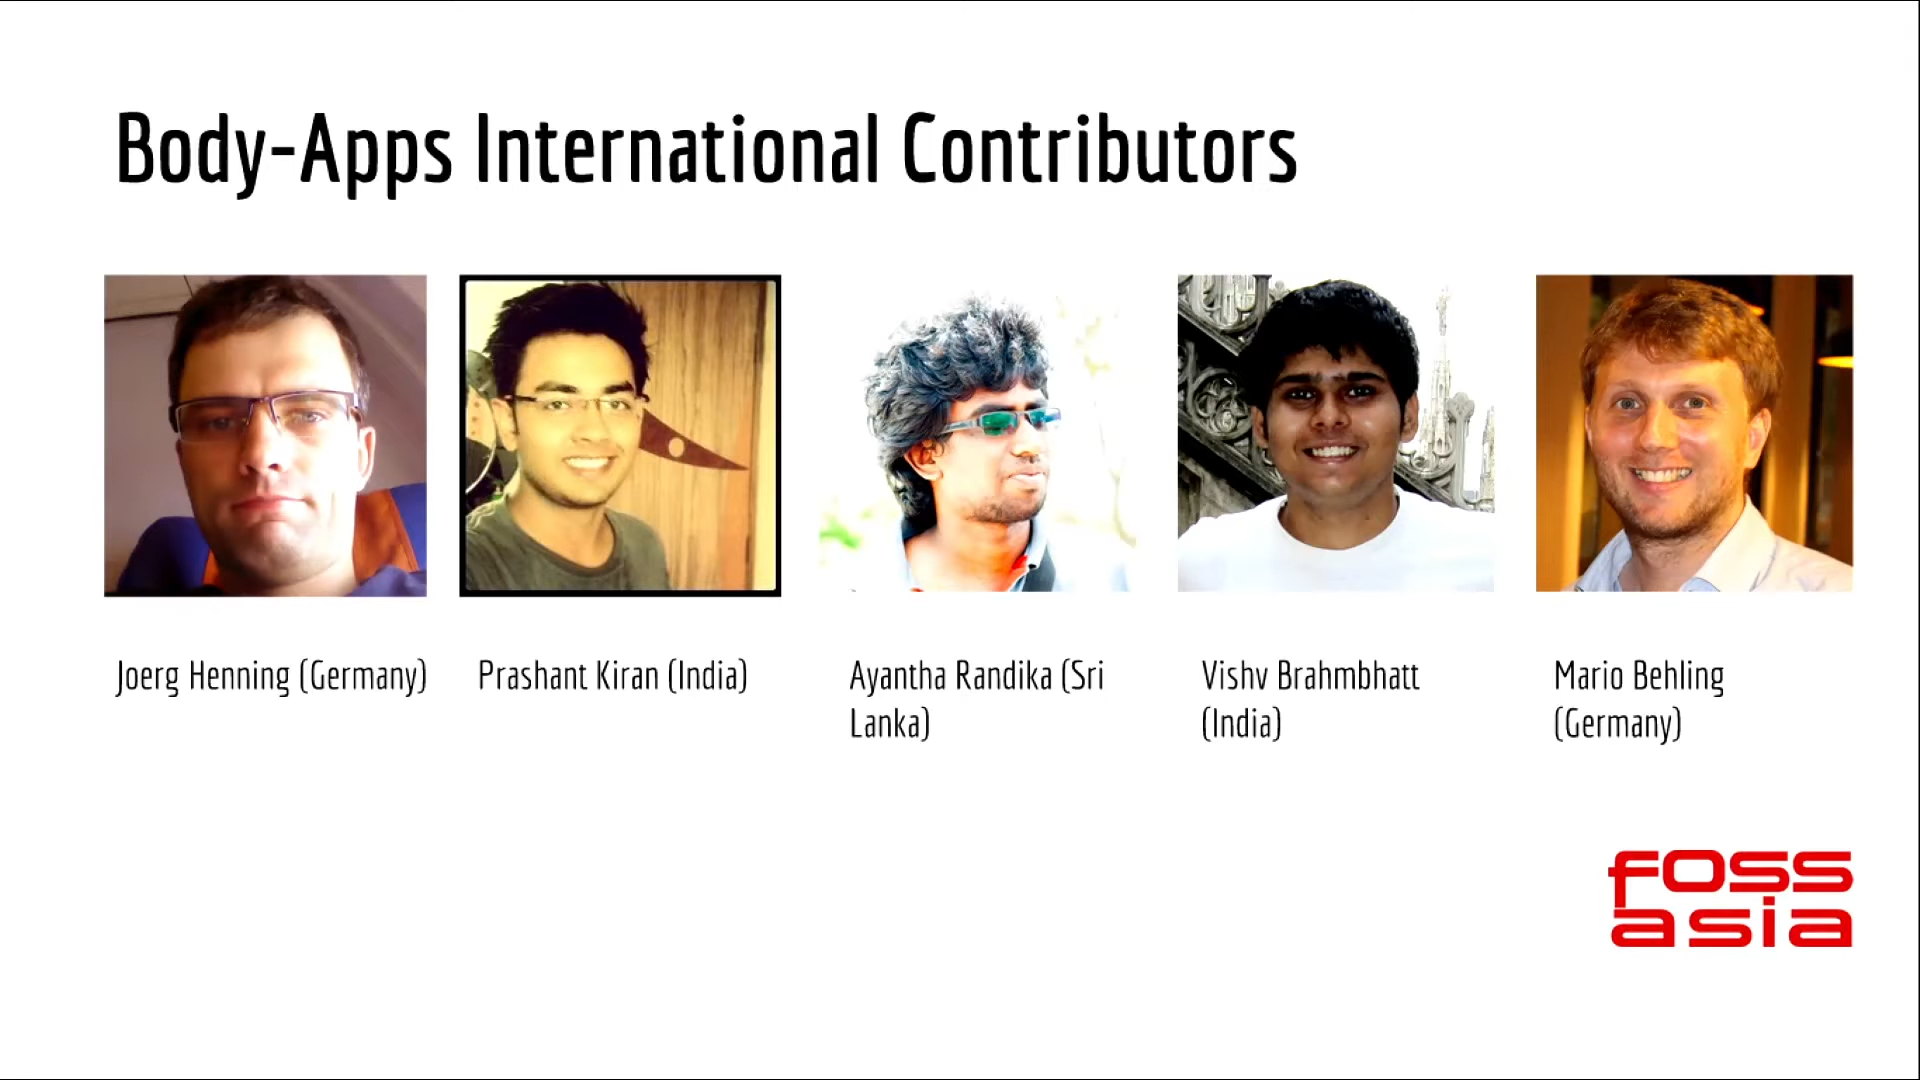 Body-Apps International Contributors
Joerg Henning (Germany)
Prashant Kiran (India)
Ayantha Randika (Sri
Lanka)
Vishv Brahmbhatt
(India)
Mario Behling
(Germany)
foss
asia